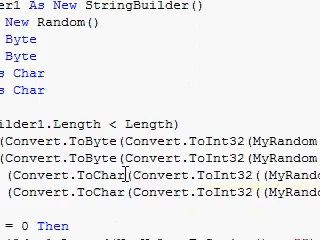 er1 As New StringBuilder()
New Random()
Byte
Byte
s Char
s Char
ilder1.Length < Length)
(Convert.ToByte(Convert.ToInt32(MyRandom
(Convert.ToByte(Convert.ToInt32(MyRandom
(Convert.ToChar(Convert.ToInt32((MyRando
(Convert.ToChar(Convert.ToInt32((MyRando
= 0 Then